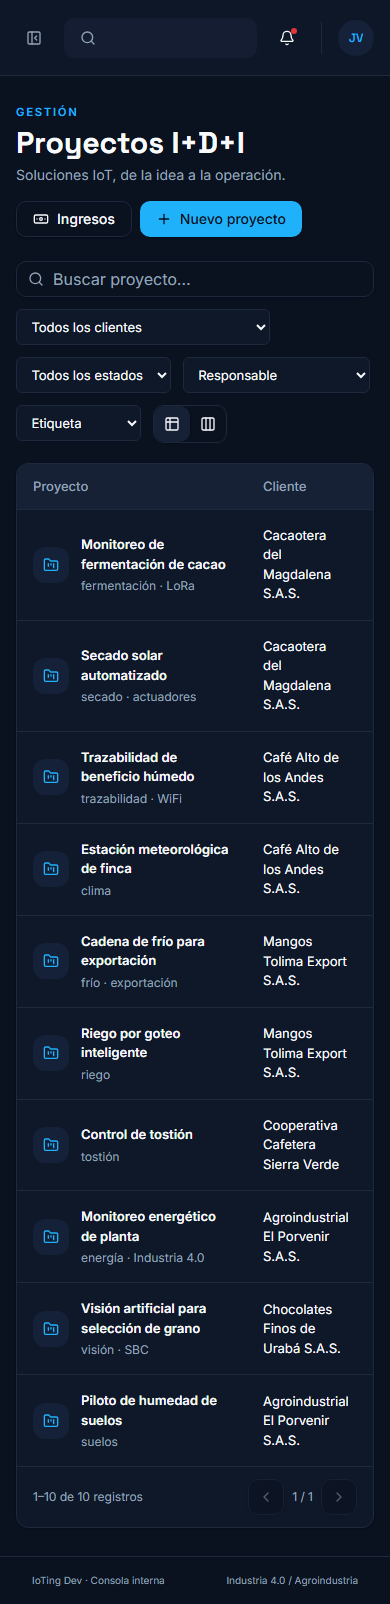 JV
GESTIÓN
Proyectos I+D+I
Soluciones IoT, de la idea a la operación.
Ingresos
Nuevo proyecto
Buscar proyecto...
Todos los clientes
Todos los estados
Responsable
Etiqueta
Proyecto
Cliente
Monitoreo de
fermentación de cacao
fermentación · LoRa
Cacaotera
del
Magdalena
S.A.S.
Secado solar
automatizado
secado · actuadores
Cacaotera
del
Magdalena
S.A.S.
Trazabilidad de
beneficio húmedo
trazabilidad · WiFi
Café Alto de
los Andes
S.A.S.
Estación meteorológica
de finca
clima
Café Alto de
los Andes
S.A.S.
Cadena de frío para
exportación
frío · exportación
Mangos
Tolima Export
S.A.S.
Riego por goteo
inteligente
riego
Mangos
Tolima Export
S.A.S.
Control de tostión
tostión
Cooperativa
Cafetera
Sierra Verde
Monitoreo energético
de planta
energía · Industria 4.0
Agroindustrial
El Porvenir
S.A.S.
Visión artificial para
selección de grano
visión · SBC
Chocolates
Finos de
Urabá S.A.S.
Piloto de humedad de
suelos
suelos
Agroindustrial
El Porvenir
S.A.S.
1–10 de 10 registros
1 / 1
IoTing Dev · Consola interna
Industria 4.0 / Agroindustria